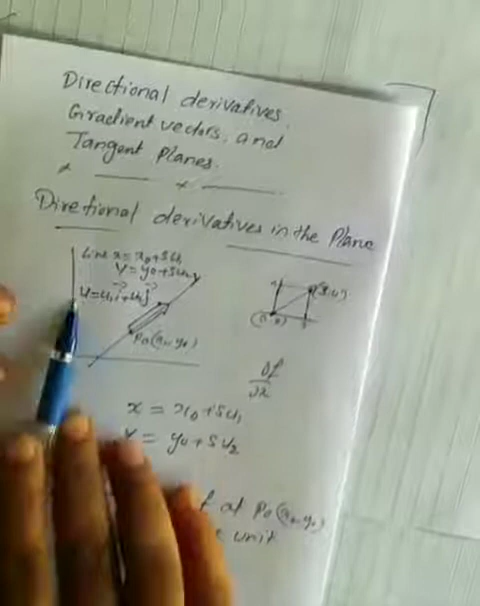 Directional derivatives,
Gradient vectors, and
Tangent Planes.
Diretional derivatives in the Plane
Line x = x0 + su1
y = y0 + su2
u = u1i + u2j
P0(x0, y0)
∂f
∂x
x = x0 + su1
y = y0 + su2
f at P0(x0, y0)
unit